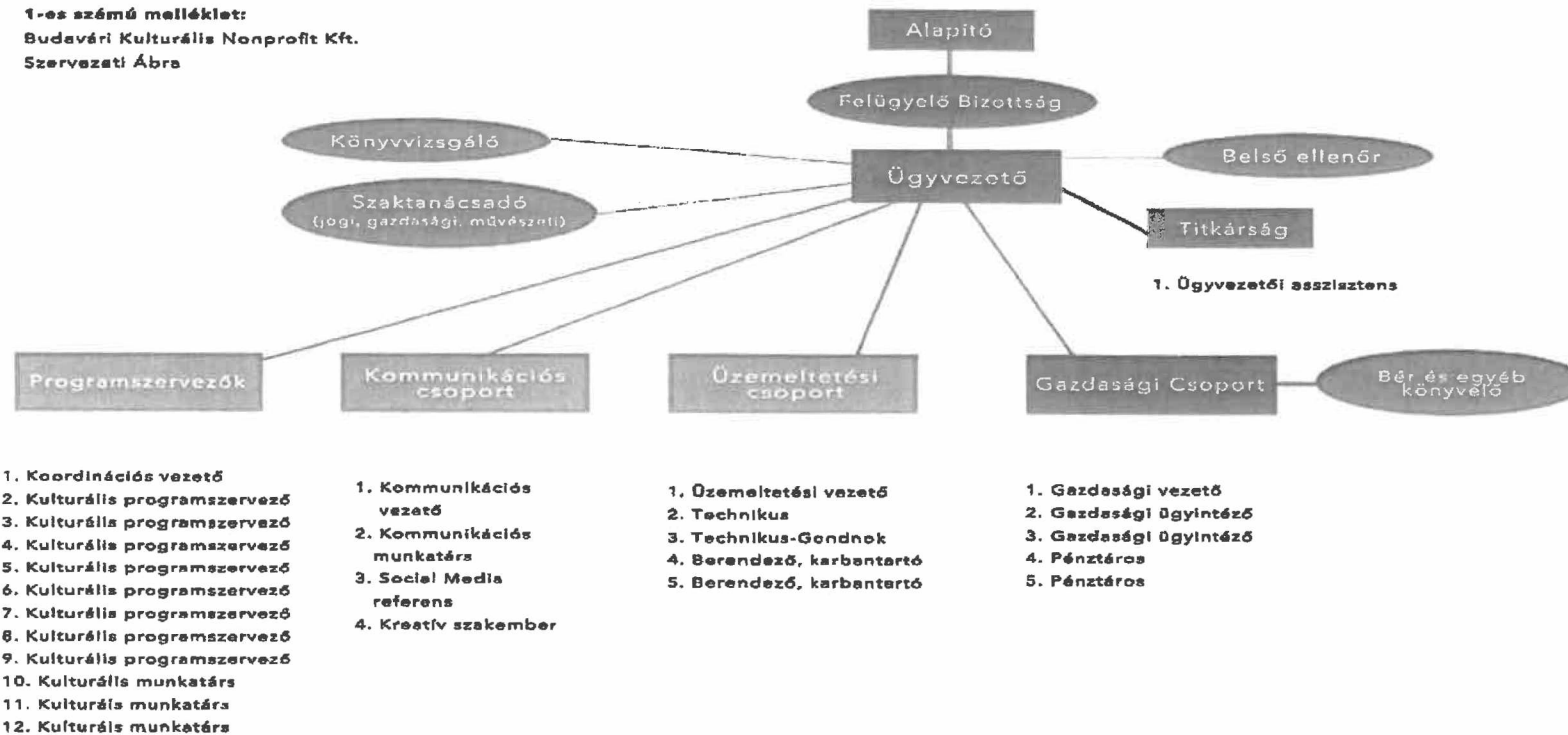 1-es számú melléklet:
Budavári Kulturális Nonprofit Kft.
Szervezeti Ábra
Alapító
Felügyelő Bizottság
Könyvvizsgáló
Ügyvezető
Belső ellenőr
Szaktanácsadó
(jogi, gazdasági, művészeti)
Titkárság
1. Ügyvezetői asszisztens
Programszervezők
Kommunikációs
csoport
Üzemeltetési
csoport
Gazdasági Csoport
Bér és egyéb
könyvelő
1. Koordinációs vezető
2. Kulturális programszervező
3. Kulturális programszervező
4. Kulturális programszervező
5. Kulturális programszervező
6. Kulturális programszervező
7. Kulturális programszervező
8. Kulturális programszervező
9. Kulturális programszervező
10. Kulturális munkatárs
11. Kulturáls munkatárs
12. Kulturáls munkatárs
1. Kommunikációs
vezető
2. Kommunikációs
munkatárs
3. Social Media
referens
4. Kreatív szakember
1. Üzemeltetési vezető
2. Technikus
3. Technikus-Gondnok
4. Berendező, karbantartó
5. Berendező, karbantartó
1. Gazdasági vezető
2. Gazdasági ügyintéző
3. Gazdasági ügyintéző
4. Pénztáros
5. Pénztáros